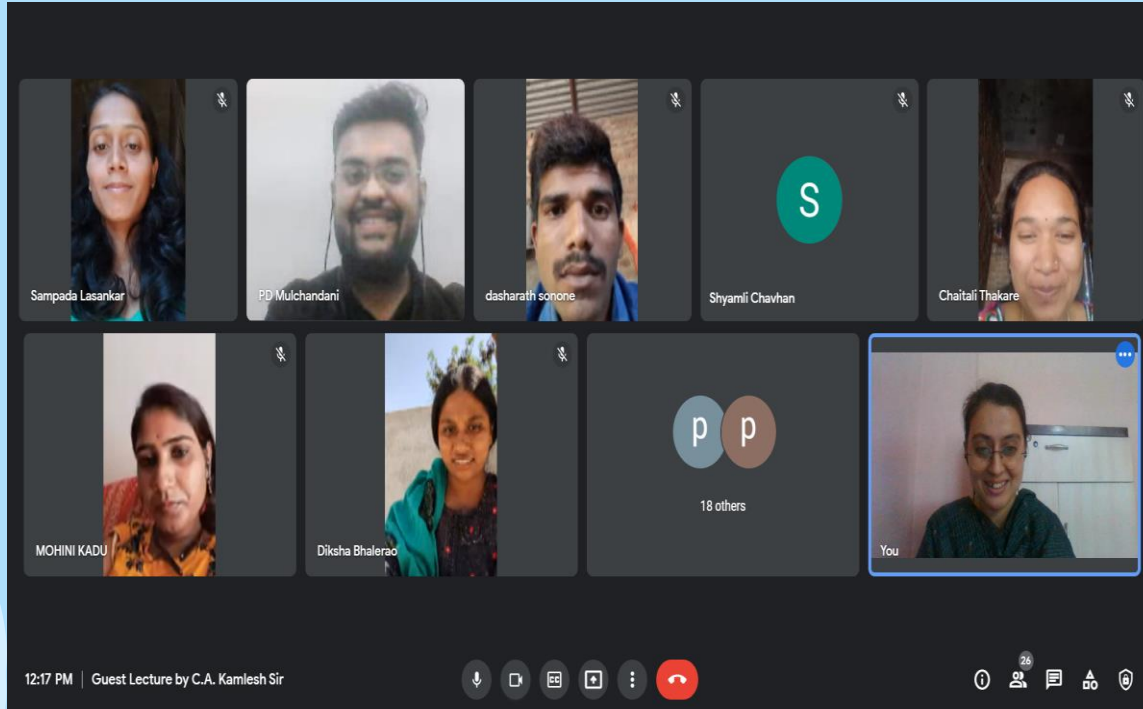 Sampada Lasankar
PD Mulchandani
dasharath sonone
S
Shyamli Chavhan
Chaitali Thakare
MOHINI KADU
Diksha Bhalerao
p p
18 others
You
12:17 PM | Guest Lecture by C.A. Kamlesh Sir
CC
26